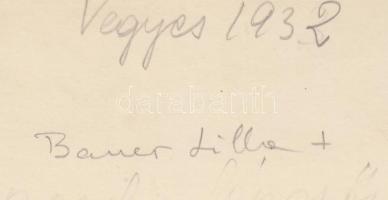 Vegyes 1932
darabanth
Bauer Lilla +